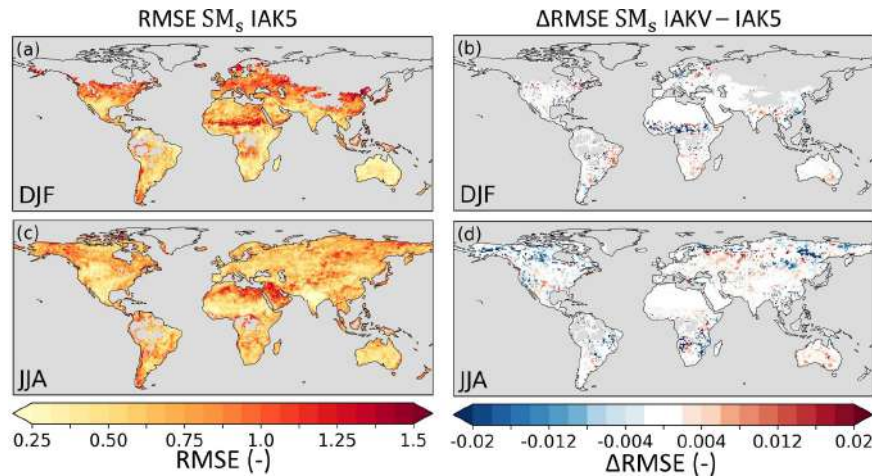 RMSE SMₛ IAK5
ΔRMSE SMₛ IAKV – IAK5
(a)
DJF
(b)
DJF
(c)
JJA
(d)
JJA
0.25 0.50 0.75 1.0 1.25 1.5
RMSE (-)
-0.02 -0.012 -0.004 0.004 0.012 0.02
ΔRMSE (-)